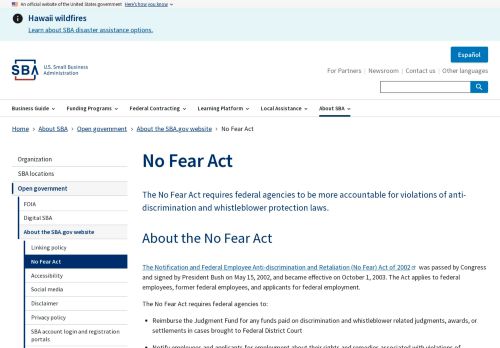 An official website of the United States government Here's how you know
Hawaii wildfires
Learn about SBA disaster assistance options.
Español
SBA U.S. Small Business
Administration
For Partners Newsroom Contact us Other languages
Business Guide Funding Programs Federal Contracting Learning Platform Local Assistance About SBA
Home About SBA Open government About the SBA.gov website No Fear Act
Organization
SBA locations
Open government
FOIA
Digital SBA
About the SBA.gov website
Linking policy
No Fear Act
Accessibility
Social media
Disclaimer
Privacy policy
SBA account login and registration
portals
No Fear Act
The No Fear Act requires federal agencies to be more accountable for violations of anti-
discrimination and whistleblower protection laws.
About the No Fear Act
The Notification and Federal Employee Anti-discrimination and Retaliation (No Fear) Act of 2002 was passed by Congress
and signed by President Bush on May 15, 2002, and became effective on October 1, 2003. The Act applies to federal
employees, former federal employees, and applicants for federal employment.
The No Fear Act requires federal agencies to:
• Reimburse the Judgment Fund for any funds paid on discrimination and whistleblower related judgments, awards, or
settlements in cases brought to Federal District Court
• Notify employees and applicants for employment about their rights and remedies associated with violations of